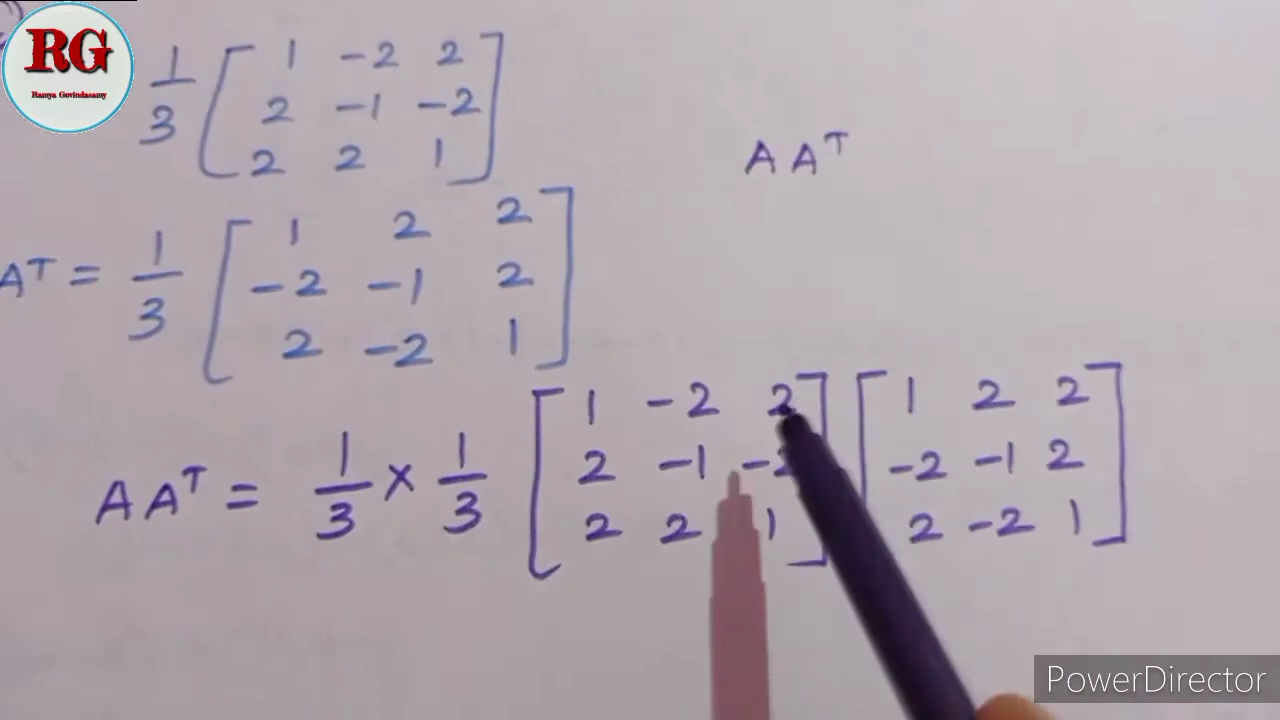 RG
Ramya Govindasamy
1/3 [ 1 -2 2
2 -1 -2
2 2 1 ]
A A^T
A^T = 1/3 [ 1 2 2
-2 -1 2
2 -2 1 ]
A A^T = 1/3 × 1/3 [ 1 -2 2 ] [ 1 2 2 ]
[ 2 -1 -2 ] [ -2 -1 2 ]
[ 2 2 1 ] [ 2 -2 1 ]
PowerDirector